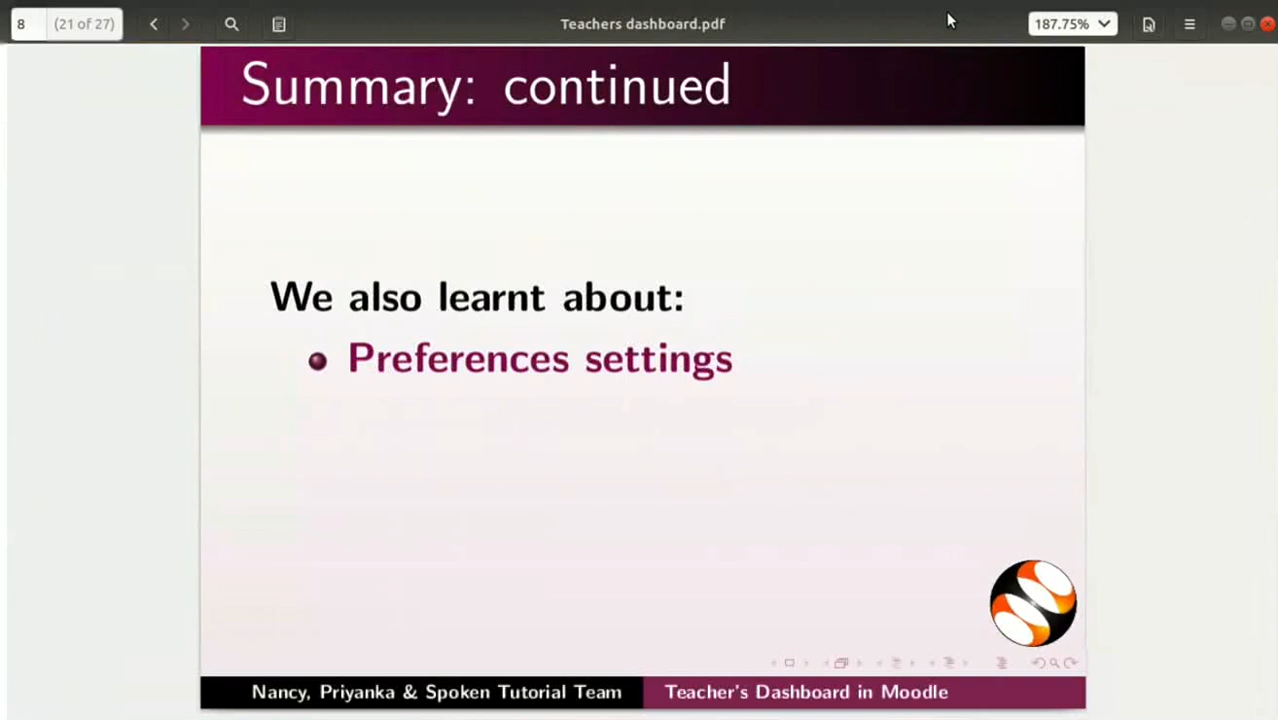 8 (21 of 27) Teachers dashboard.pdf 187.75%
Summary: continued
We also learnt about:
Preferences settings
Nancy, Priyanka & Spoken Tutorial Team Teacher's Dashboard in Moodle